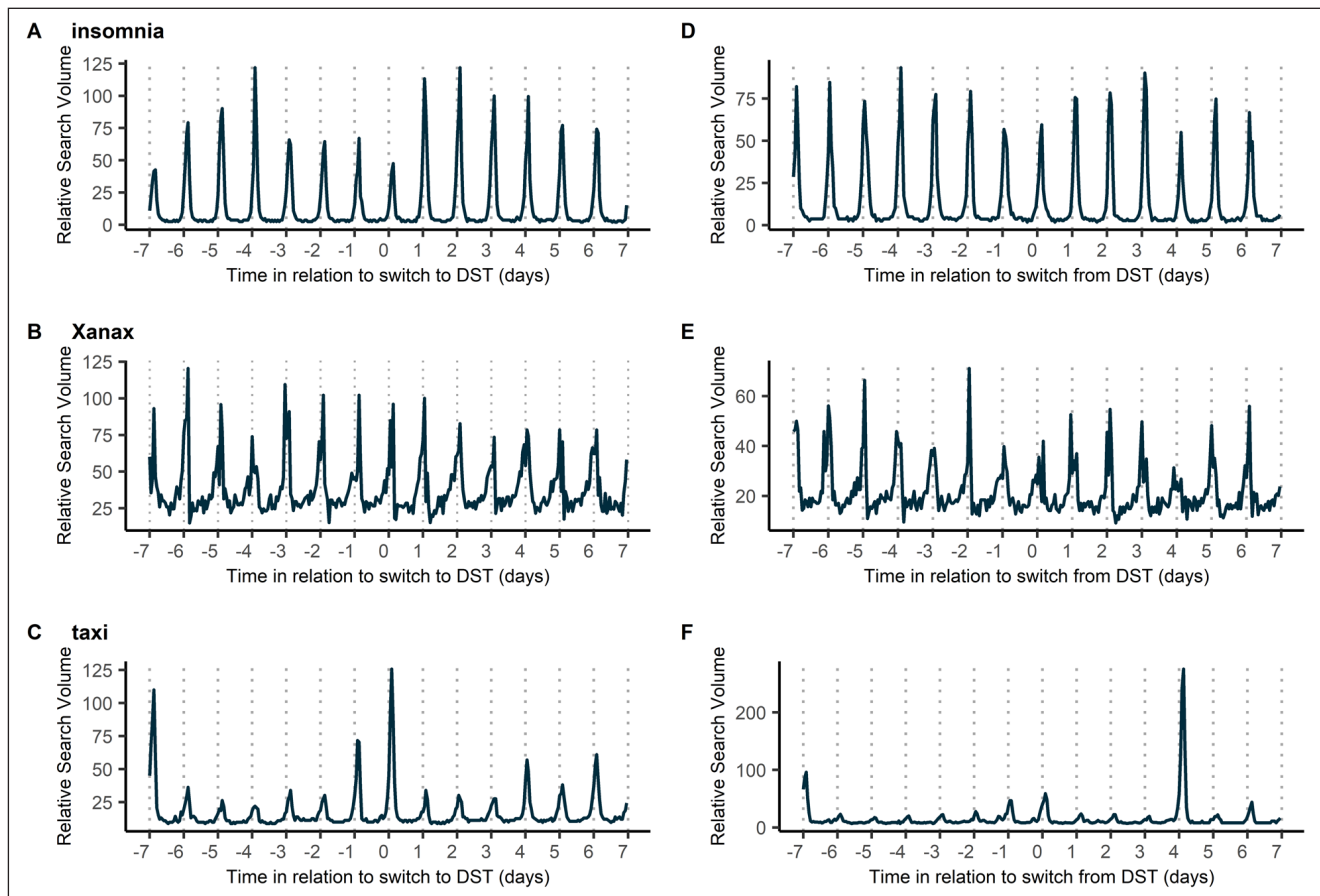 A insomnia
Relative Search Volume
125
100
75
50
25
0
-7 -6 -5 -4 -3 -2 -1 0 1 2 3 4 5 6 7
Time in relation to switch to DST (days)
D
Relative Search Volume
75
50
25
0
-7 -6 -5 -4 -3 -2 -1 0 1 2 3 4 5 6 7
Time in relation to switch from DST (days)
B Xanax
Relative Search Volume
125
100
75
50
25
-7 -6 -5 -4 -3 -2 -1 0 1 2 3 4 5 6 7
Time in relation to switch to DST (days)
E
Relative Search Volume
60
40
20
-7 -6 -5 -4 -3 -2 -1 0 1 2 3 4 5 6 7
Time in relation to switch from DST (days)
C taxi
Relative Search Volume
125
100
75
50
25
-7 -6 -5 -4 -3 -2 -1 0 1 2 3 4 5 6 7
Time in relation to switch to DST (days)
F
Relative Search Volume
200
100
0
-7 -6 -5 -4 -3 -2 -1 0 1 2 3 4 5 6 7
Time in relation to switch from DST (days)